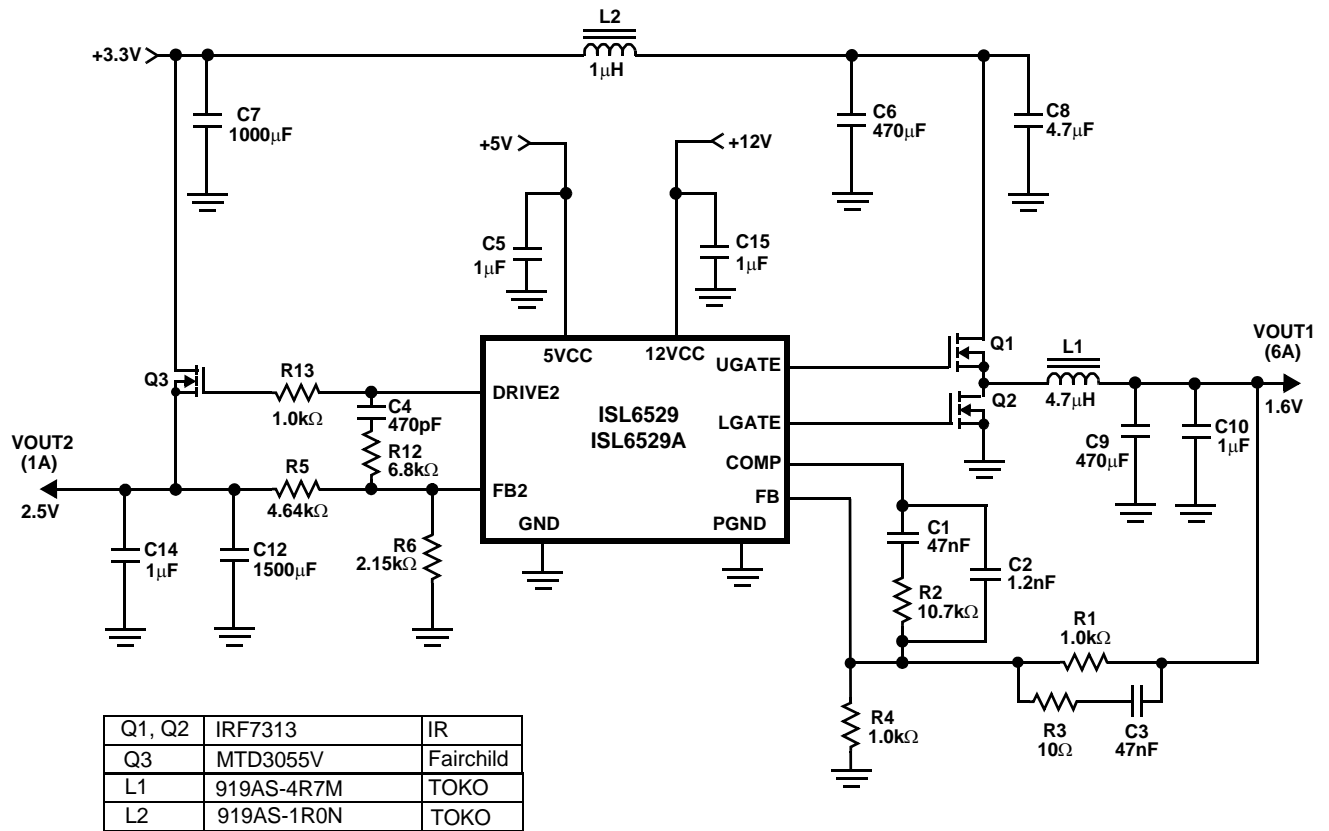 L2
+3.3V
1μH
C7
1000μF
C6
470μF
C8
4.7μF
+5V
+12V
C5
1μF
C15
1μF
5VCC
12VCC
UGATE
Q1
L1
4.7μH
VOUT1
(6A)
1.6V
Q3
R13
1.0kΩ
DRIVE2
C4
470pF
R12
6.8kΩ
ISL6529
ISL6529A
LGATE
Q2
C9
470μF
C10
1μF
VOUT2
(1A)
2.5V
R5
4.64kΩ
FB2
COMP
FB
GND
PGND
C14
1μF
C12
1500μF
R6
2.15kΩ
C1
47nF
C2
1.2nF
R2
10.7kΩ
R1
1.0kΩ
R4
1.0kΩ
R3
10Ω
C3
47nF
Q1, Q2 IRF7313 IR
Q3 MTD3055V Fairchild
L1 919AS-4R7M TOKO
L2 919AS-1R0N TOKO